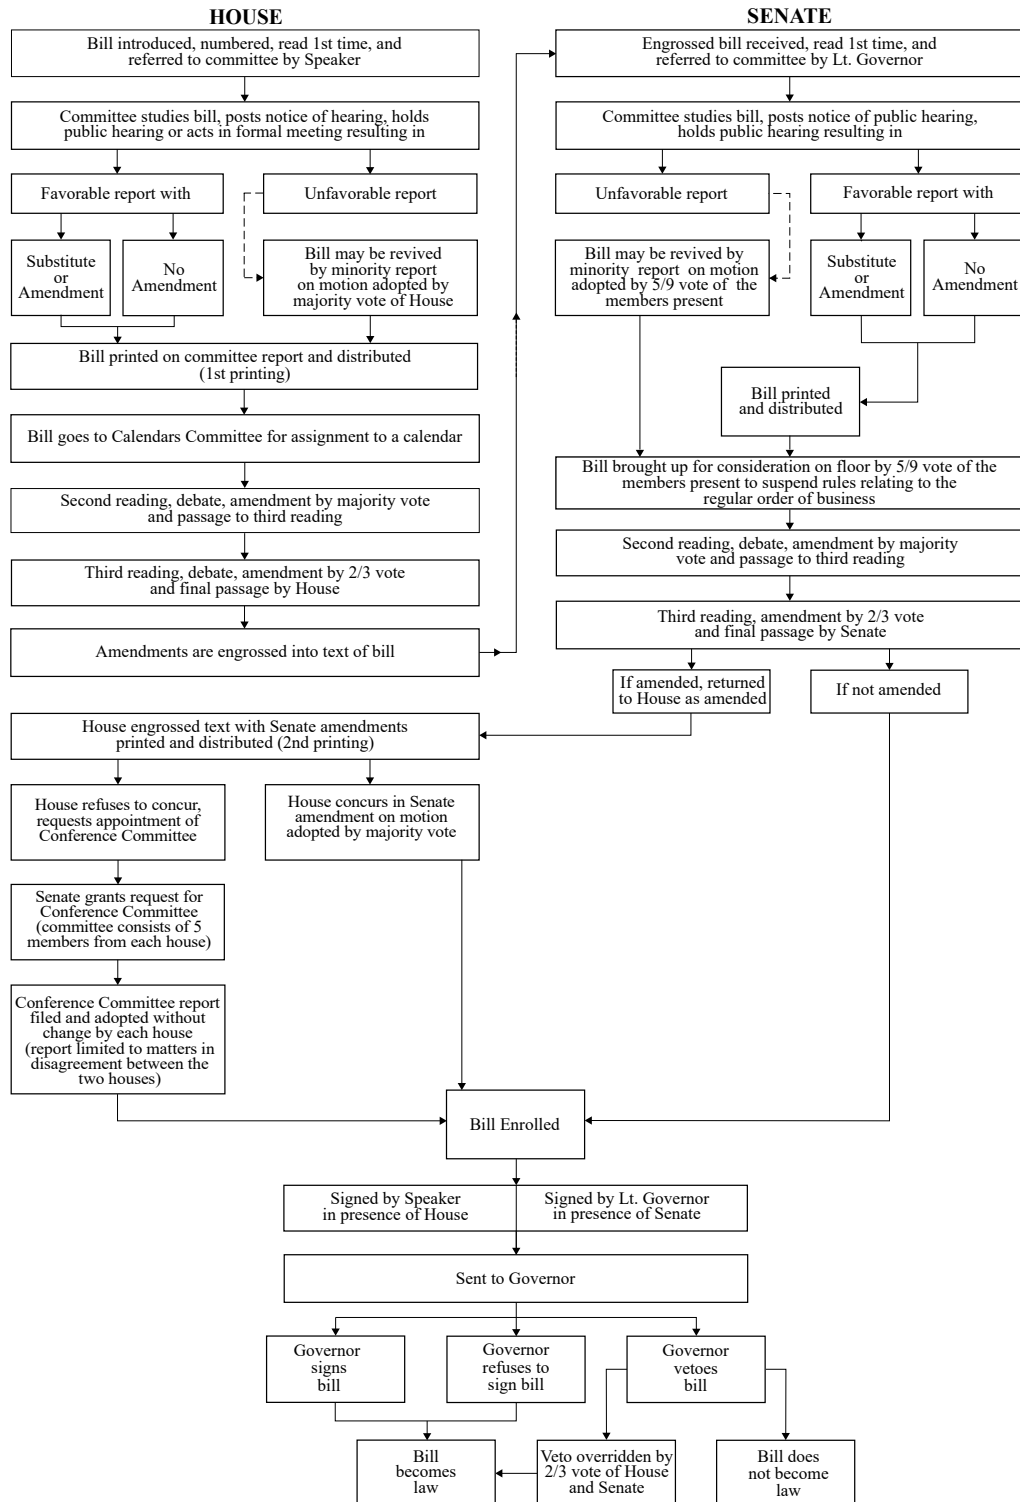 HOUSE
Bill introduced, numbered, read 1st time, and
referred to committee by Speaker
Committee studies bill, posts notice of hearing, holds
public hearing or acts in formal meeting resulting in
Favorable report with
Unfavorable report
Substitute
or
Amendment
No
Amendment
Bill may be revived
by minority report
on motion adopted by
majority vote of House
Bill printed on committee report and distributed
(1st printing)
Bill goes to Calendars Committee for assignment to a calendar
Second reading, debate, amendment by majority vote
and passage to third reading
Third reading, debate, amendment by 2/3 vote
and final passage by House
Amendments are engrossed into text of bill
SENATE
Engrossed bill received, read 1st time, and
referred to committee by Lt. Governor
Committee studies bill, posts notice of public hearing,
holds public hearing resulting in
Unfavorable report
Favorable report with
Bill may be revived by
minority report on motion
adopted by 5/9 vote of the
members present
Substitute
or
Amendment
No
Amendment
Bill printed
and distributed
Bill brought up for consideration on floor by 5/9 vote of the
members present to suspend rules relating to the
regular order of business
Second reading, debate, amendment by majority
vote and passage to third reading
Third reading, amendment by 2/3 vote
and final passage by Senate
If amended, returned
to House as amended
If not amended
House engrossed text with Senate amendments
printed and distributed (2nd printing)
House refuses to concur,
requests appointment of
Conference Committee
House concurs in Senate
amendment on motion
adopted by majority vote
Senate grants request for
Conference Committee
(committee consists of 5
members from each house)
Conference Committee report
filed and adopted without
change by each house
(report limited to matters in
disagreement between the
two houses)
Bill Enrolled
Signed by Speaker
in presence of House
Signed by Lt. Governor
in presence of Senate
Sent to Governor
Governor
signs
bill
Governor
refuses to
sign bill
Governor
vetoes
bill
Bill
becomes
law
Veto overridden by
2/3 vote of House
and Senate
Bill does
not become
law